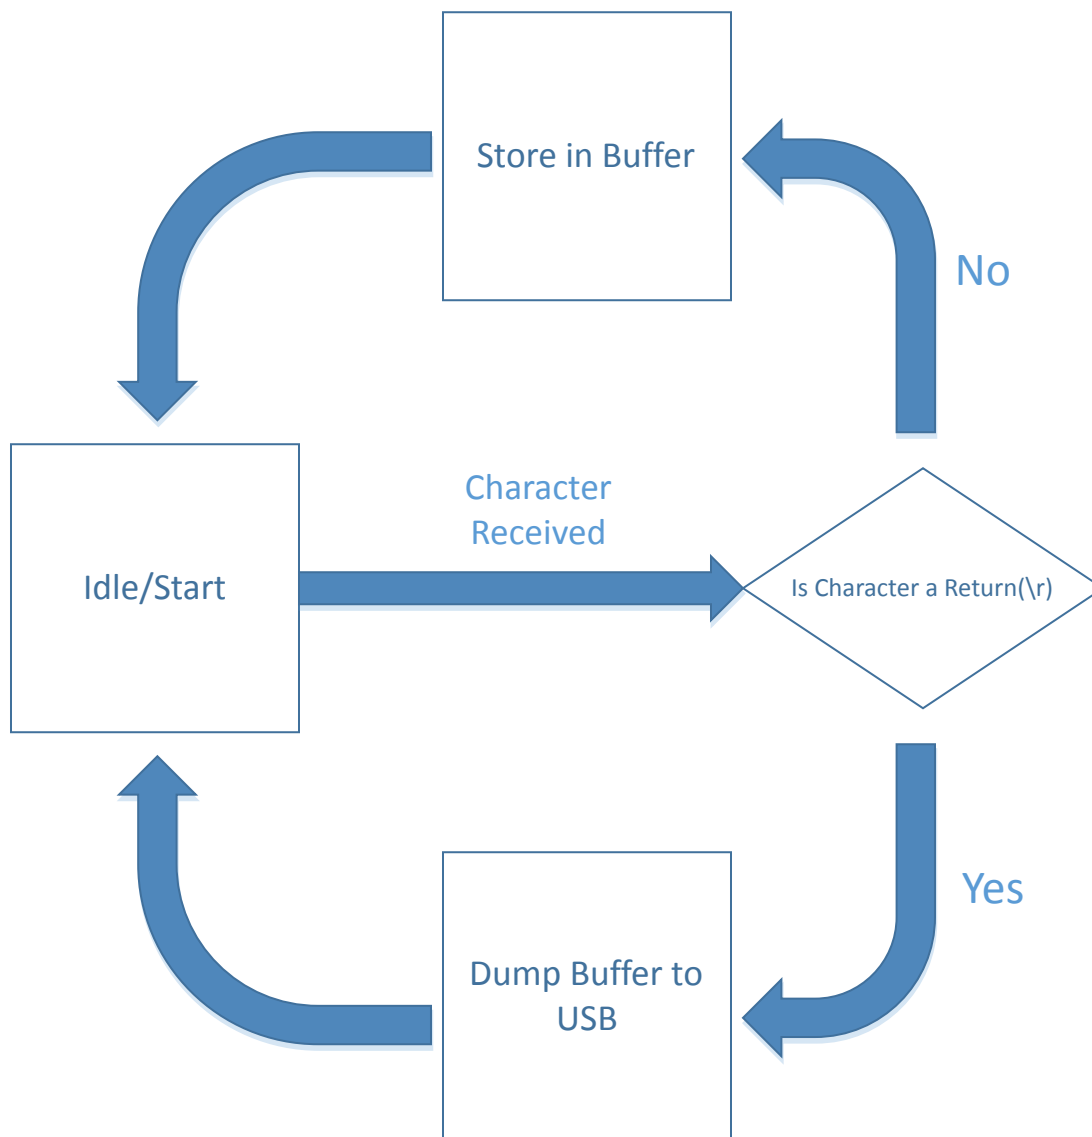 Store in Buffer
No
Character
Received
Idle/Start
Is Character a Return(\r)
Yes
Dump Buffer to
USB